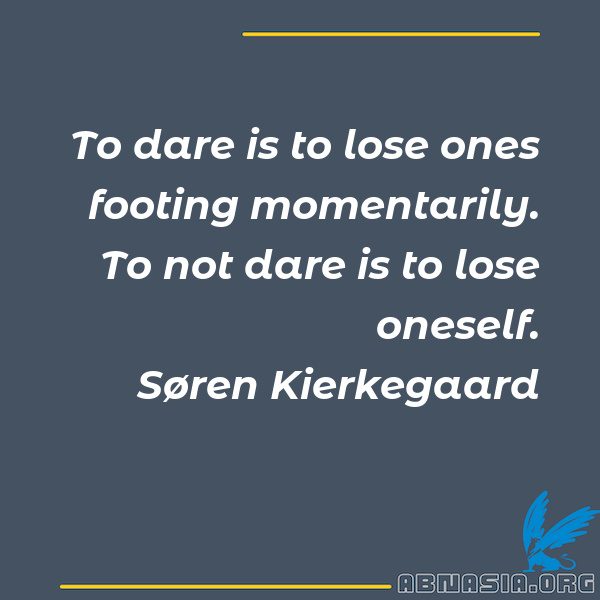 To dare is to lose ones
footing momentarily.
To not dare is to lose
oneself.
Søren Kierkegaard
ABNASIA.ORG